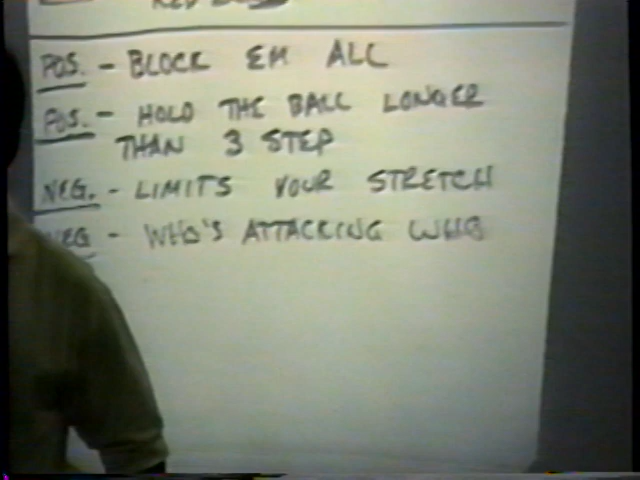 POS. - BLOCK EM ALL
POS. - HOLD THE BALL LONGER
THAN 3 STEP
NEG. - LIMITS YOUR STRETCH
NEG - WHO'S ATTACKING WHO